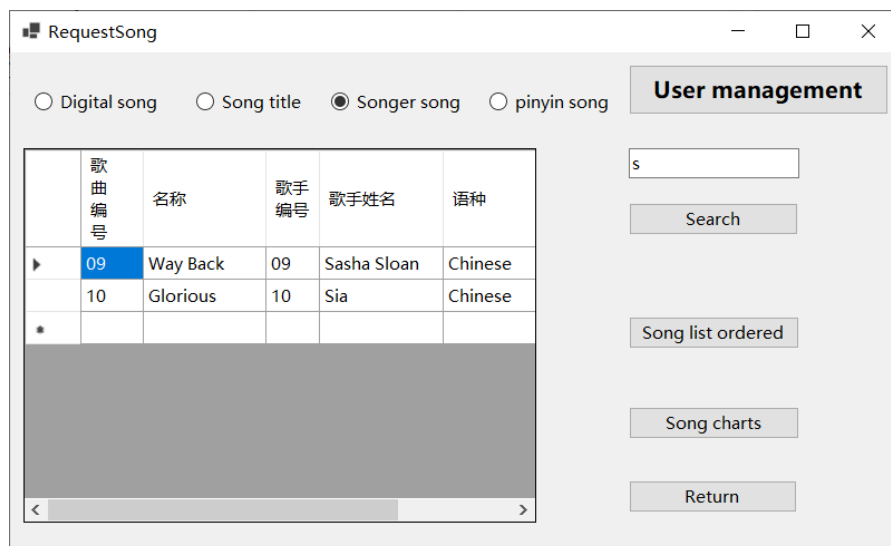 RequestSong
User management
Digital song
Song title
Songer song
pinyin song
歌
曲
编
号
名称
歌手
编号
歌手姓名
语种
09 Way Back 09 Sasha Sloan Chinese
10 Glorious 10 Sia Chinese
s
Search
Song list ordered
Song charts
Return